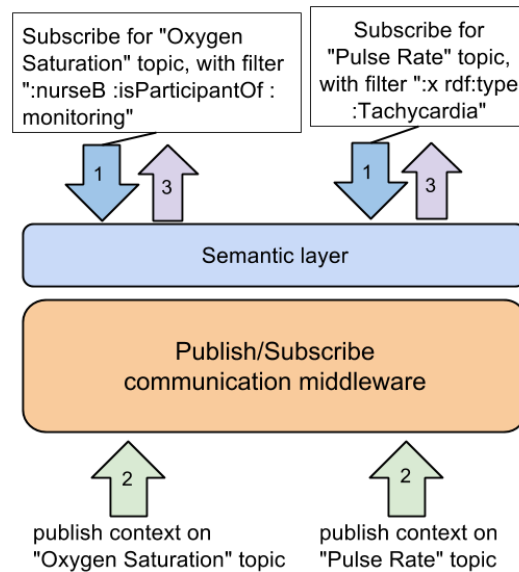 Subscribe for "Oxygen
Saturation" topic, with filter
":nurseB :isParticipantOf :
monitoring"
Subscribe for
"Pulse Rate" topic,
with filter ":x rdf:type
:Tachycardia"
1
3
1
3
Semantic layer
Publish/Subscribe
communication middleware
2
2
publish context on
"Oxygen Saturation" topic
publish context on
"Pulse Rate" topic